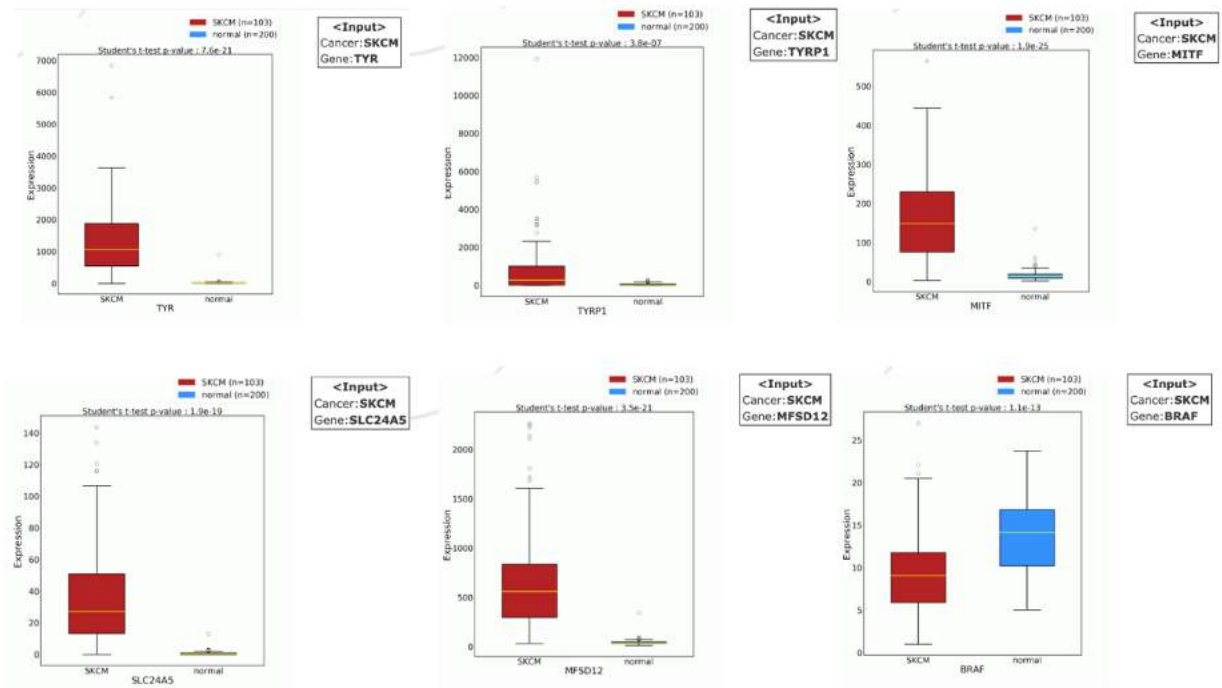 SKCM (n=103)
normal (n=200)
Student's t-test p-value : 7.6e-21
<Input>
Cancer:SKCM
Gene:TYR
7000
6000
5000
4000
3000
2000
1000
0
Expression
SKCM
normal
TYR
SKCM (n=103)
normal (n=200)
Student's t-test p-value : 3.8e-07
<Input>
Cancer:SKCM
Gene:TYRP1
12000
10000
8000
6000
4000
2000
0
Expression
SKCM
normal
TYRP1
SKCM (n=103)
normal (n=200)
Student's t-test p-value : 1.9e-25
<Input>
Cancer:SKCM
Gene:MITF
500
400
300
200
100
0
Expression
SKCM
normal
MITF
SKCM (n=103)
normal (n=200)
Student's t-test p-value : 1.9e-19
<Input>
Cancer:SKCM
Gene:SLC24A5
140
120
100
80
60
40
20
0
Expression
SKCM
normal
SLC24A5
SKCM (n=103)
normal (n=200)
Student's t-test p-value : 3.5e-21
<Input>
Cancer:SKCM
Gene:MFSD12
2000
1500
1000
500
0
Expression
SKCM
normal
MFSD12
SKCM (n=103)
normal (n=200)
Student's t-test p-value : 1.1e-13
<Input>
Cancer:SKCM
Gene:BRAF
25
20
15
10
5
0
Expression
SKCM
normal
BRAF